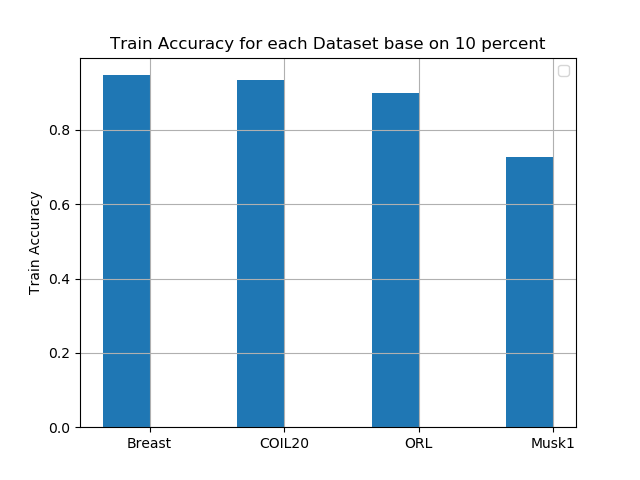 Train Accuracy for each Dataset base on 10 percent
0.8
0.6
0.4
0.2
0.0
Train Accuracy
Breast COIL20 ORL Musk1